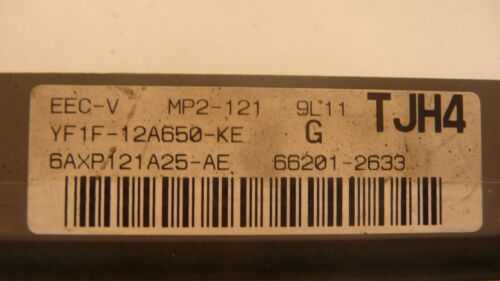 EEC-V MP2-121 9L11 TJH4
YF1F-12A650-KE G
6AXP121A25-AE 66201-2633